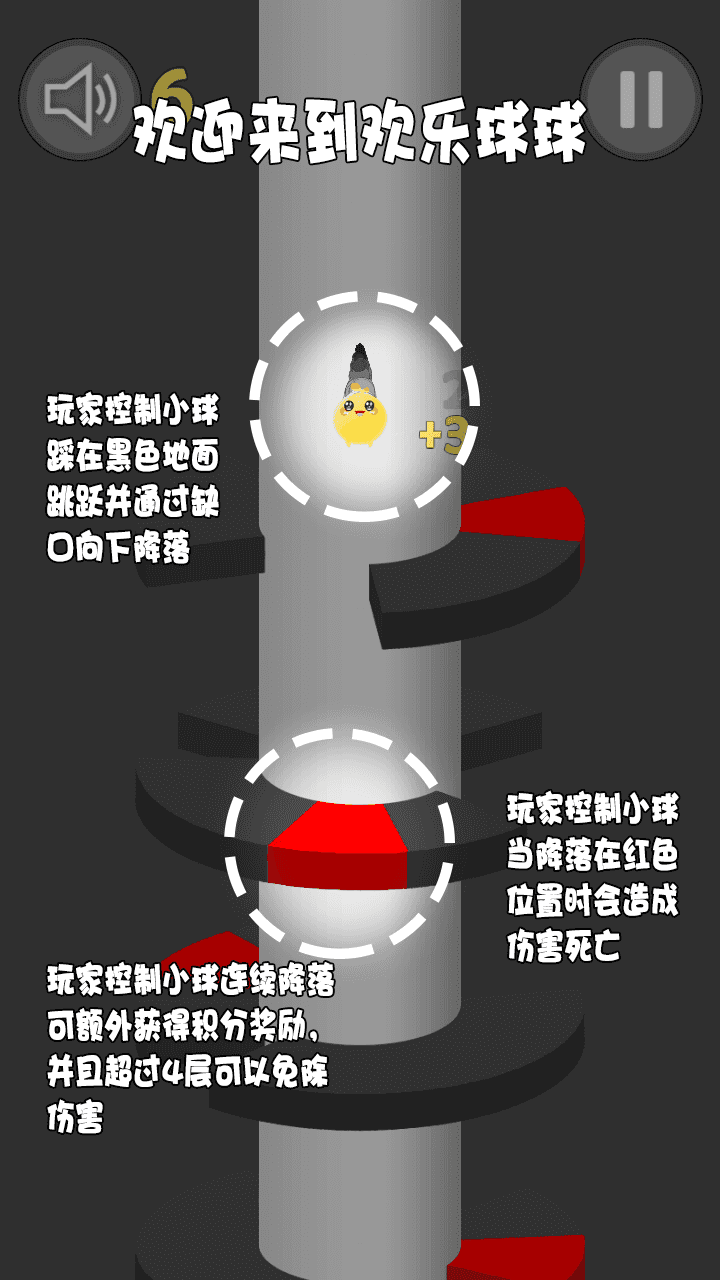 6
欢迎来到欢乐球球
2
+3
玩家控制小球
踩在黑色地面
跳跃并通过缺
口向下降落
玩家控制小球
当降落在红色
位置时会造成
伤害死亡
玩家控制小球连续降落
可额外获得积分奖励，
并且超过4层可以免除
伤害